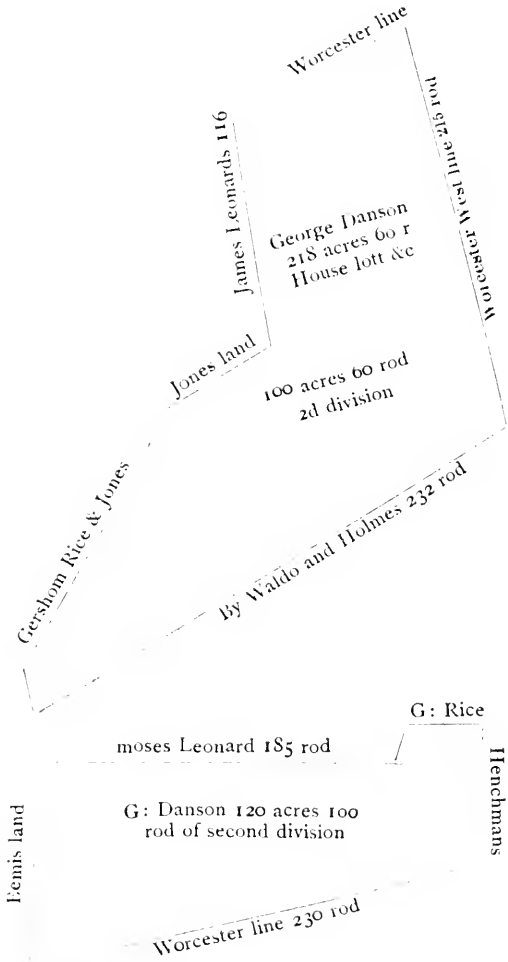 Worcester line
Worcester West line 215 rod
James Leonards 116
George Danson
218 acres 60 r
House lott &c
Jones land
100 acres 60 rod
2d division
Gershom Rice & Jones
By Waldo and Holmes 232 rod
G: Rice
moses Leonard 185 rod
Henchmans
Eemis land
G: Danson 120 acres 100
rod of second division
Worcester line 230 rod